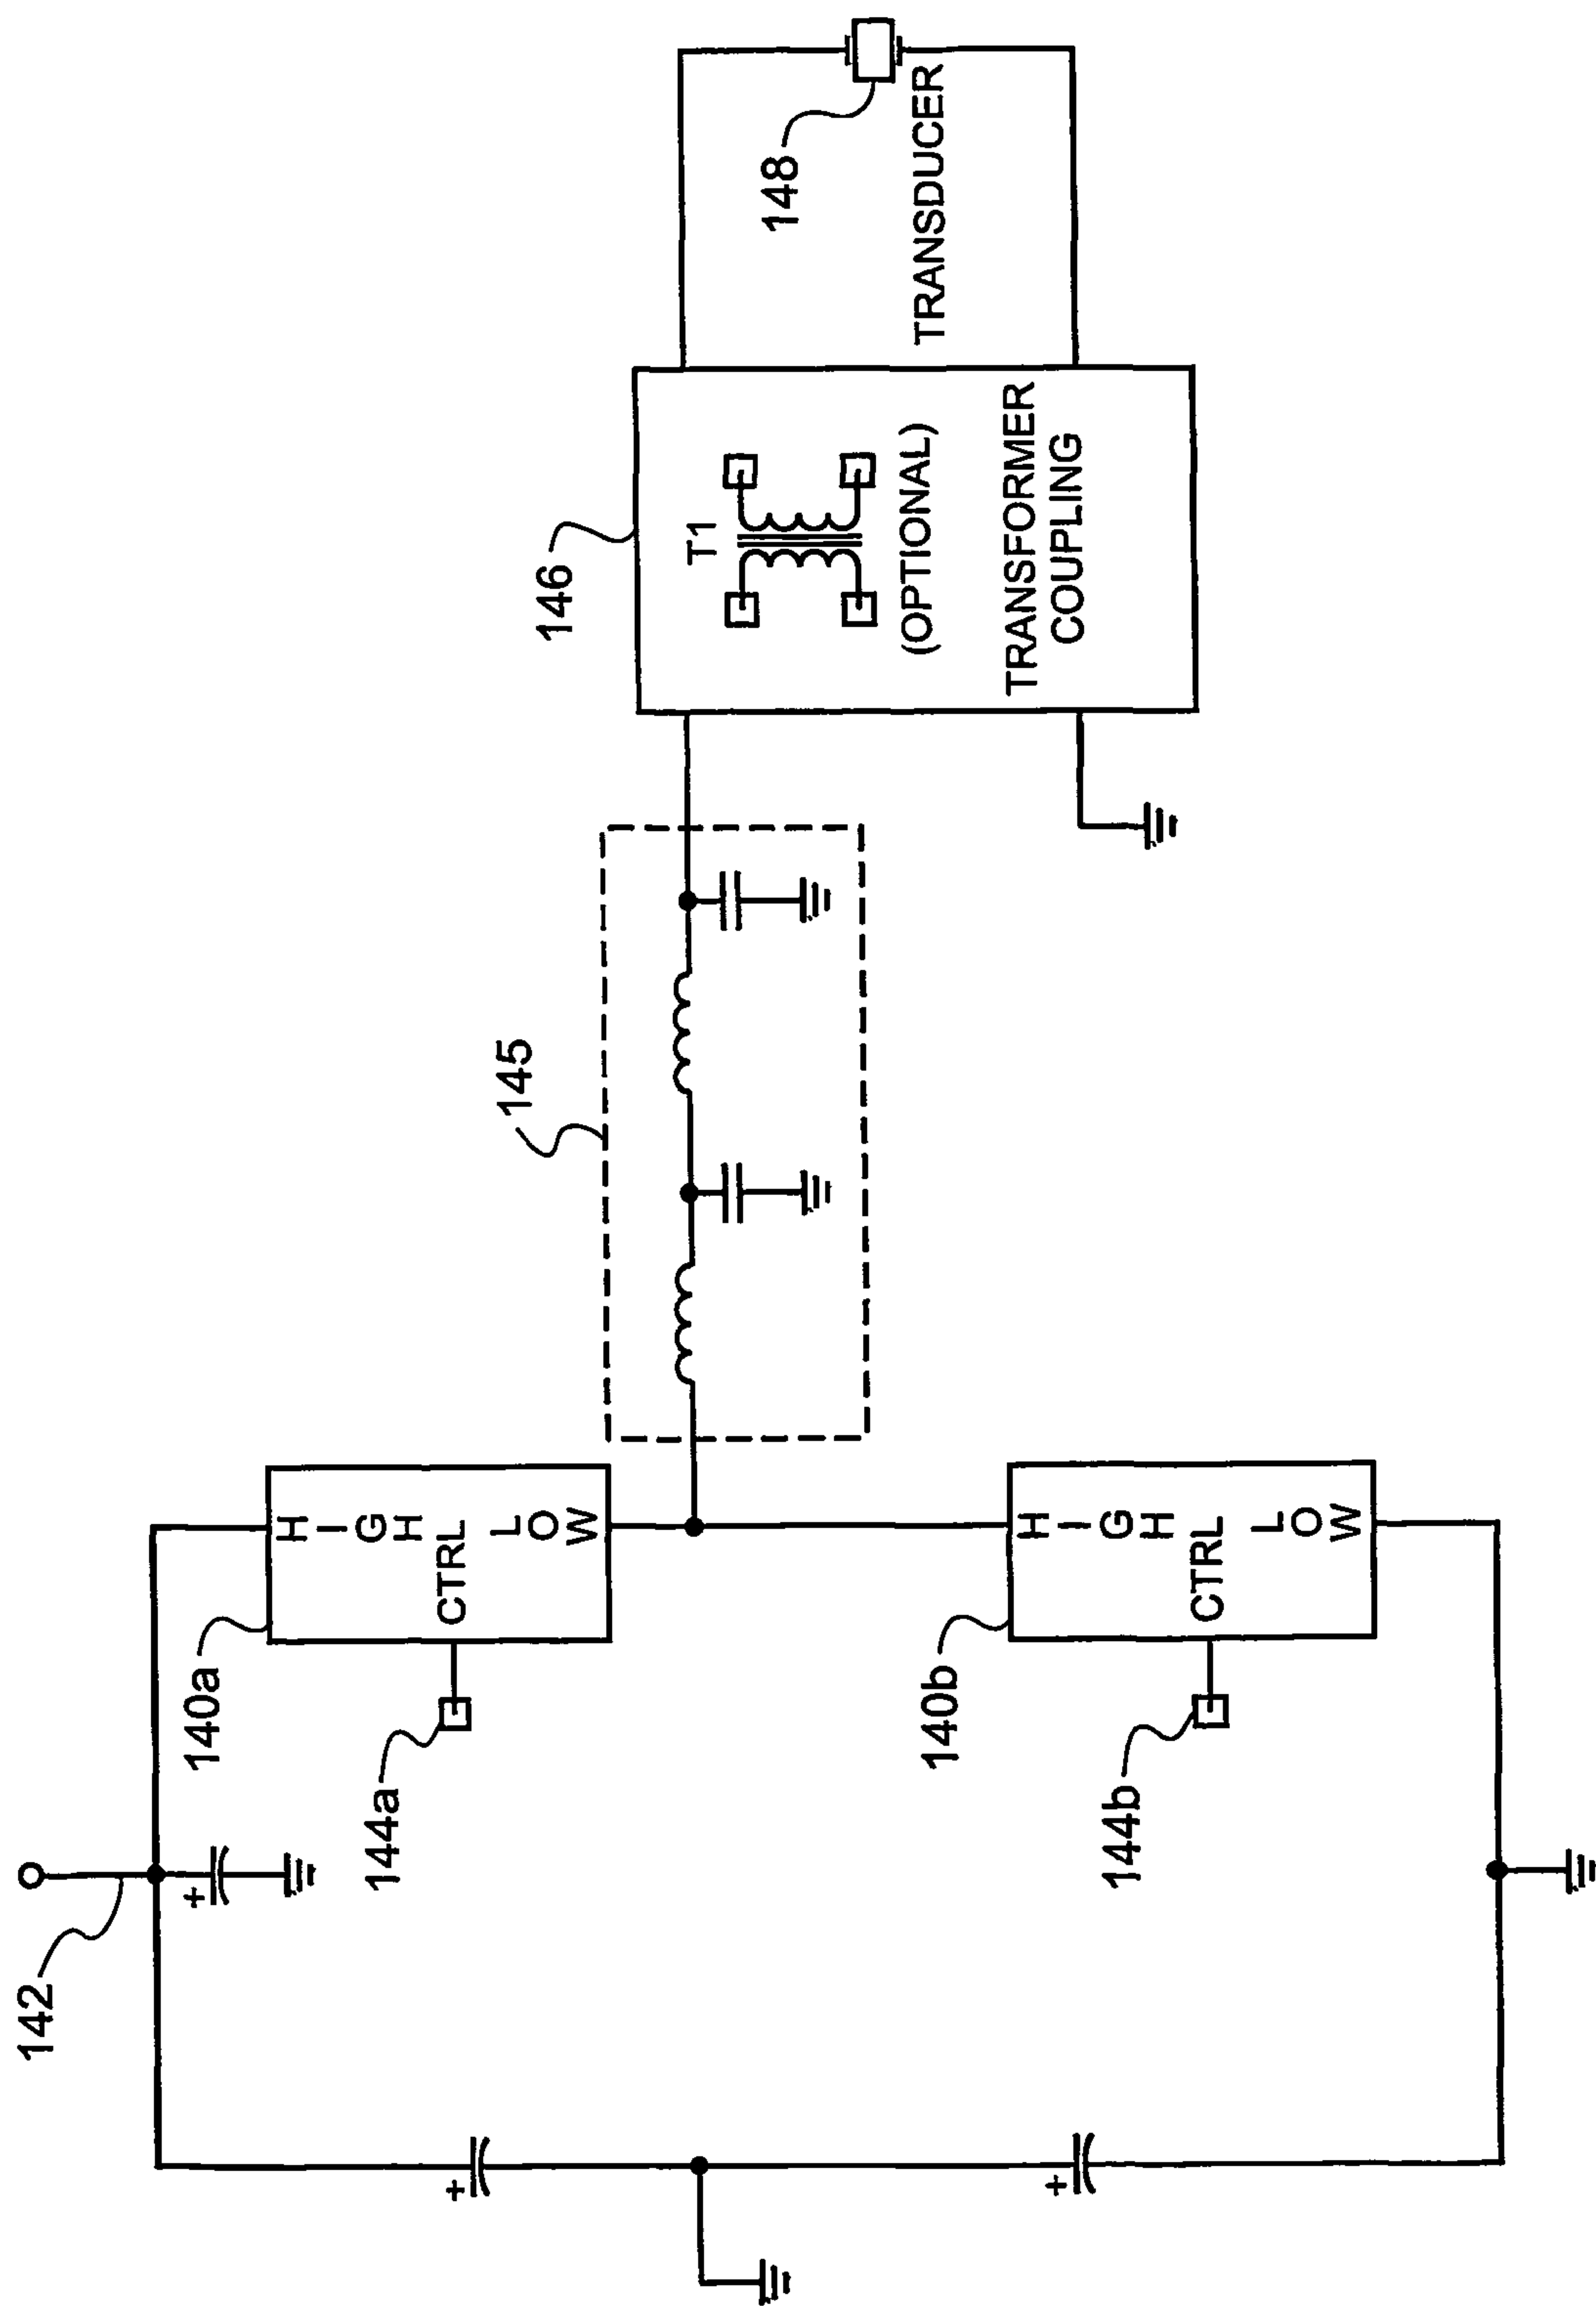 142
+
140a
HIGH
CTRL
LOW
144a
145
146
T1
(OPTIONAL)
TRANSFORMER
COUPLING
148
TRANSDUCER
140b
HIGH
CTRL
LOW
144b
+
+